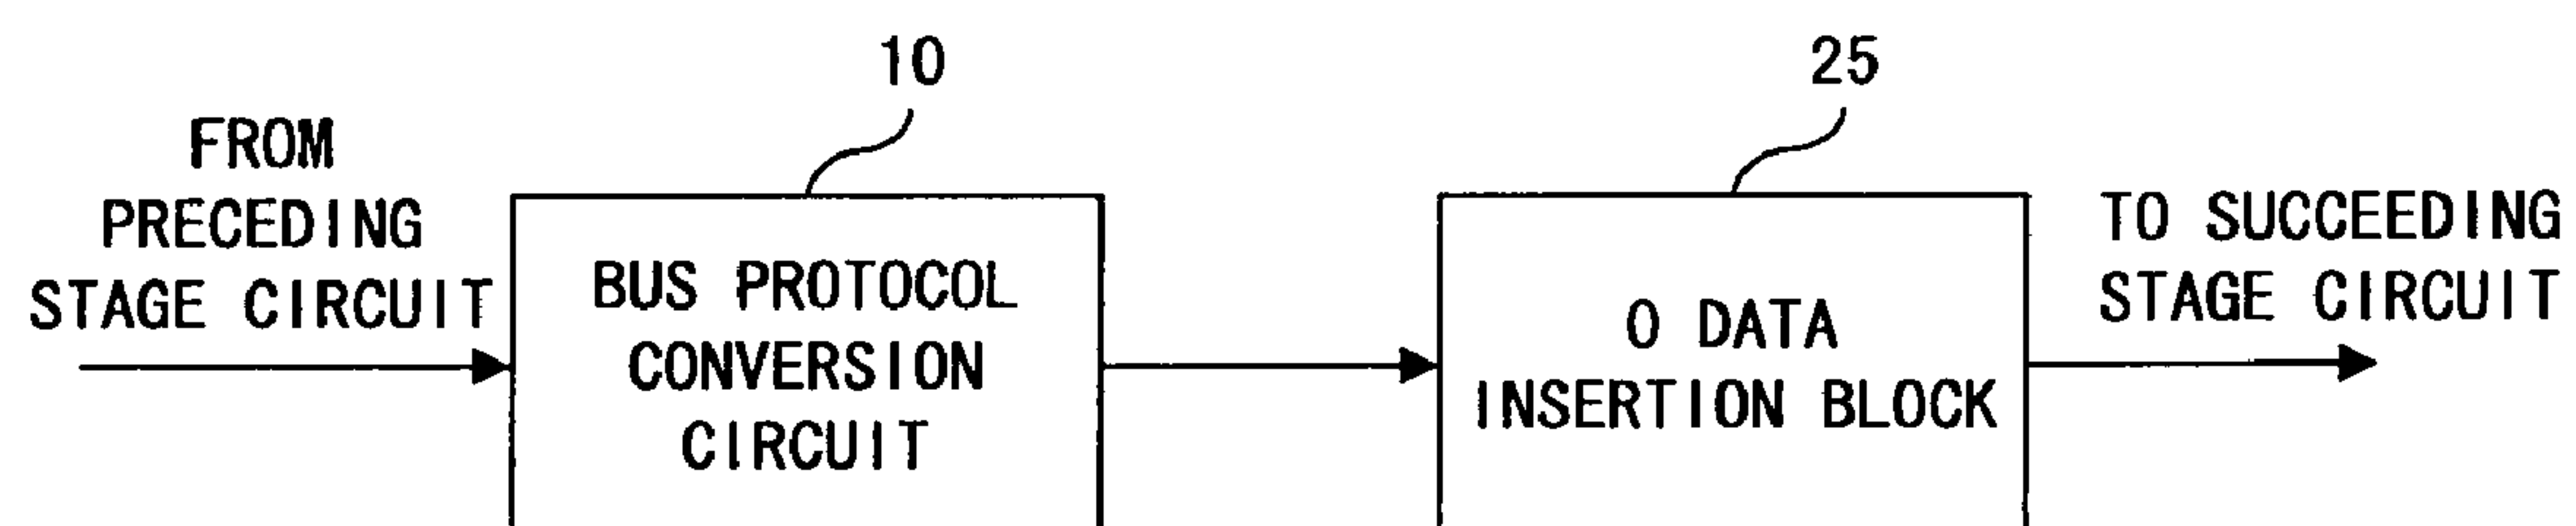 10
25
FROM
PRECEDING
STAGE CIRCUIT
BUS PROTOCOL
CONVERSION
CIRCUIT
0 DATA
INSERTION BLOCK
TO SUCCEEDING
STAGE CIRCUIT